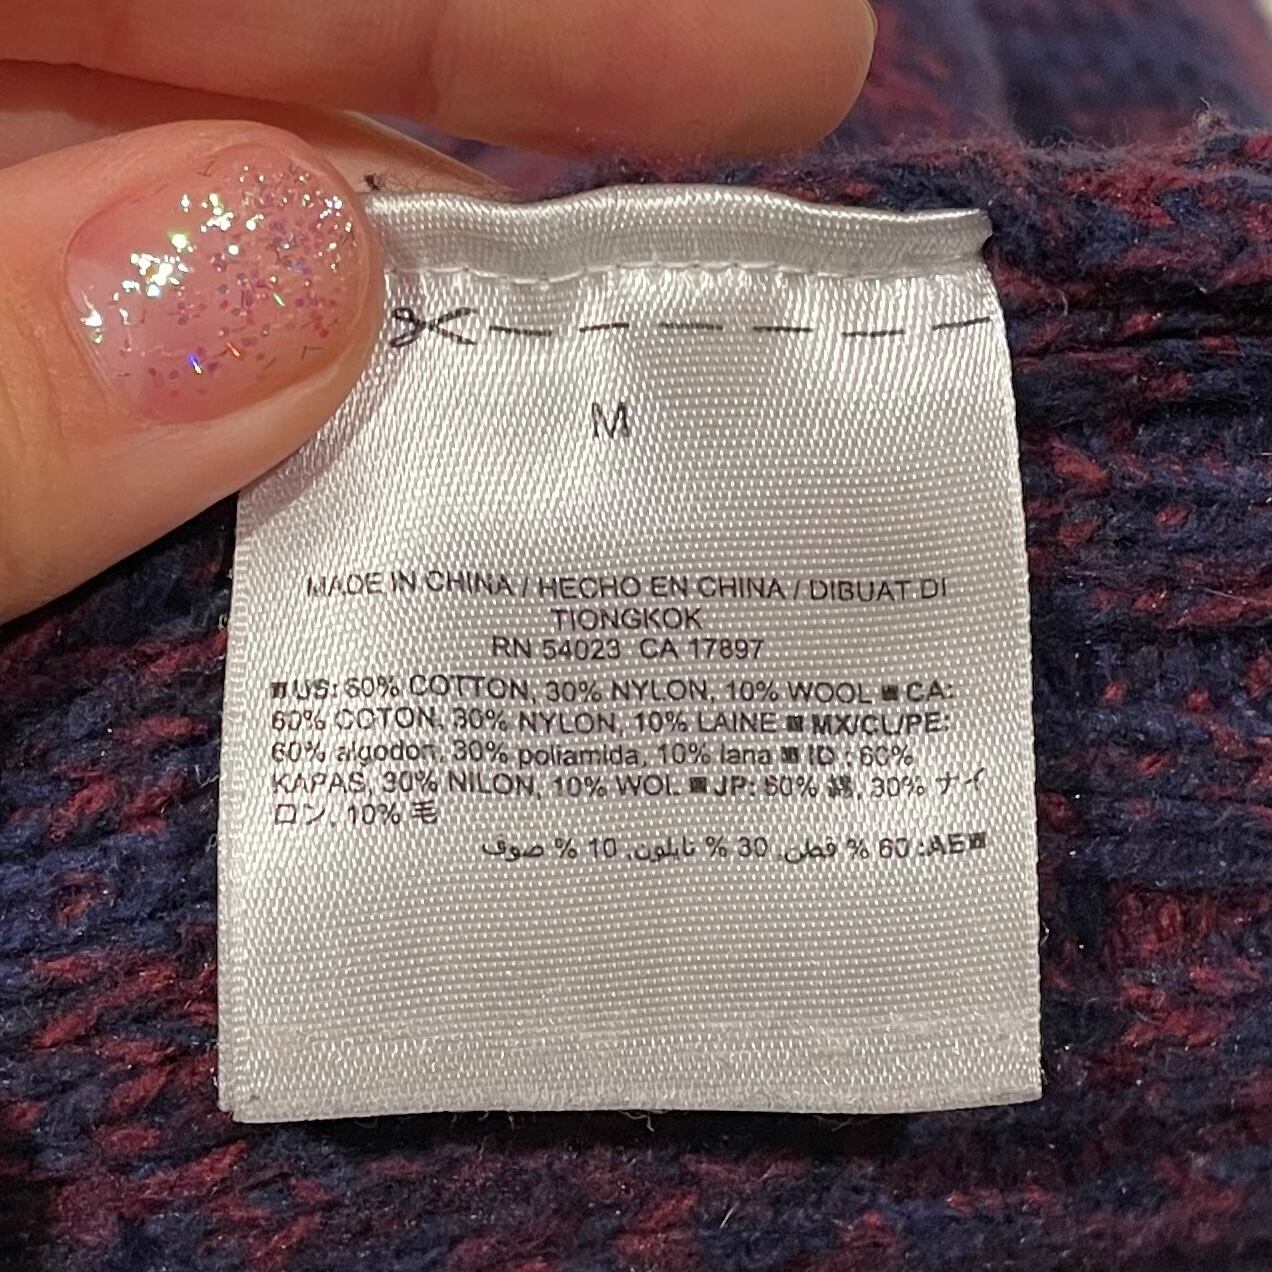 M
MADE IN CHINA / HECHO EN CHINA / DIBUAT DI
TIONGKOK
RN 54023 CA 17897
■ US: 60% COTTON, 30% NYLON, 10% WOOL ■ CA:
60% COTON, 30% NYLON, 10% LAINE ■ MX/CL/PE:
60% algodon, 30% poliamida, 10% lana ■ ID : 60%
KAPAS, 30% NILON, 10% WOL ■ JP: 60% 綿, 30% ナイ
ロン, 10% 毛
■AE: 60 % قطن, 30 % نايلون, 10 % صوف